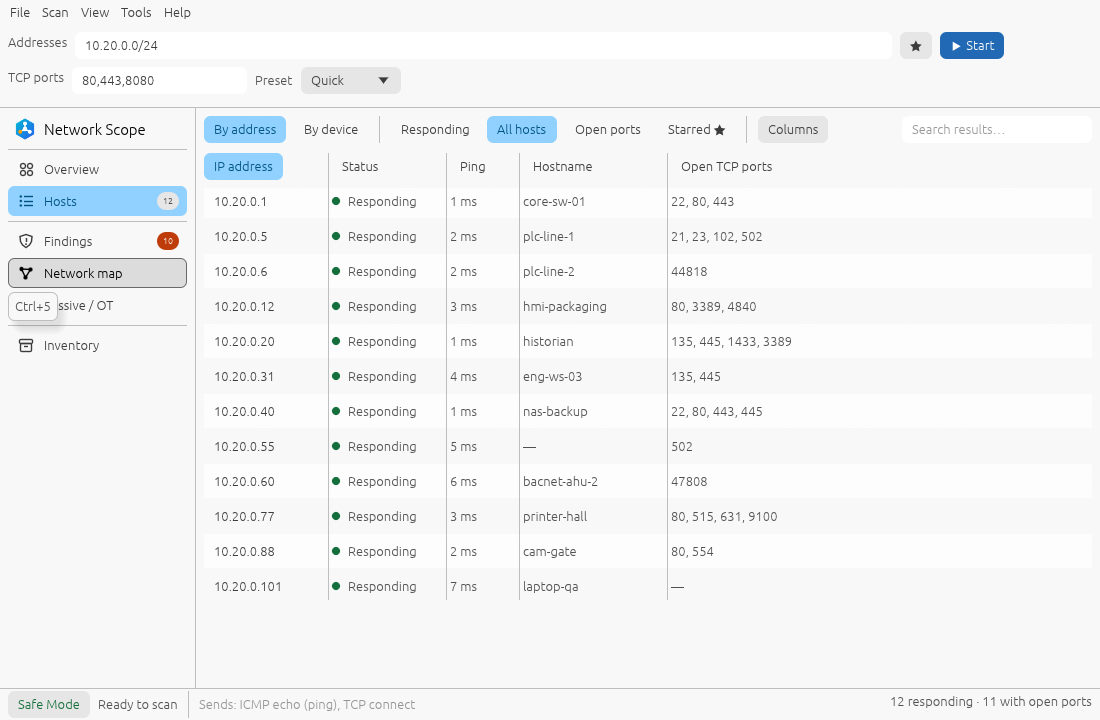 File Scan View Tools Help
Addresses 10.20.0.0/24 Start
TCP ports 80,443,8080 Preset Quick
Network Scope
Overview
Hosts 12
Findings 10
Network map
Ctrl+5 ssive / OT
Inventory
By address By device Responding All hosts Open ports Starred Columns Search results...
IP address Status Ping Hostname Open TCP ports
10.20.0.1 Responding 1 ms core-sw-01 22, 80, 443
10.20.0.5 Responding 2 ms plc-line-1 21, 23, 102, 502
10.20.0.6 Responding 2 ms plc-line-2 44818
10.20.0.12 Responding 3 ms hmi-packaging 80, 3389, 4840
10.20.0.20 Responding 1 ms historian 135, 445, 1433, 3389
10.20.0.31 Responding 4 ms eng-ws-03 135, 445
10.20.0.40 Responding 1 ms nas-backup 22, 80, 443, 445
10.20.0.55 Responding 5 ms — 502
10.20.0.60 Responding 6 ms bacnet-ahu-2 47808
10.20.0.77 Responding 3 ms printer-hall 80, 515, 631, 9100
10.20.0.88 Responding 2 ms cam-gate 80, 554
10.20.0.101 Responding 7 ms laptop-qa —
Safe Mode Ready to scan Sends: ICMP echo (ping), TCP connect 12 responding · 11 with open ports